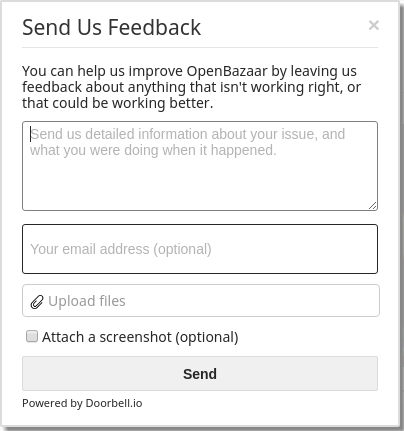 Send Us Feedback
×
You can help us improve OpenBazaar by leaving us
feedback about anything that isn't working right, or
that could be working better.
Send us detailed information about your issue, and
what you were doing when it happened.
Your email address (optional)
Upload files
Attach a screenshot (optional)
Send
Powered by Doorbell.io